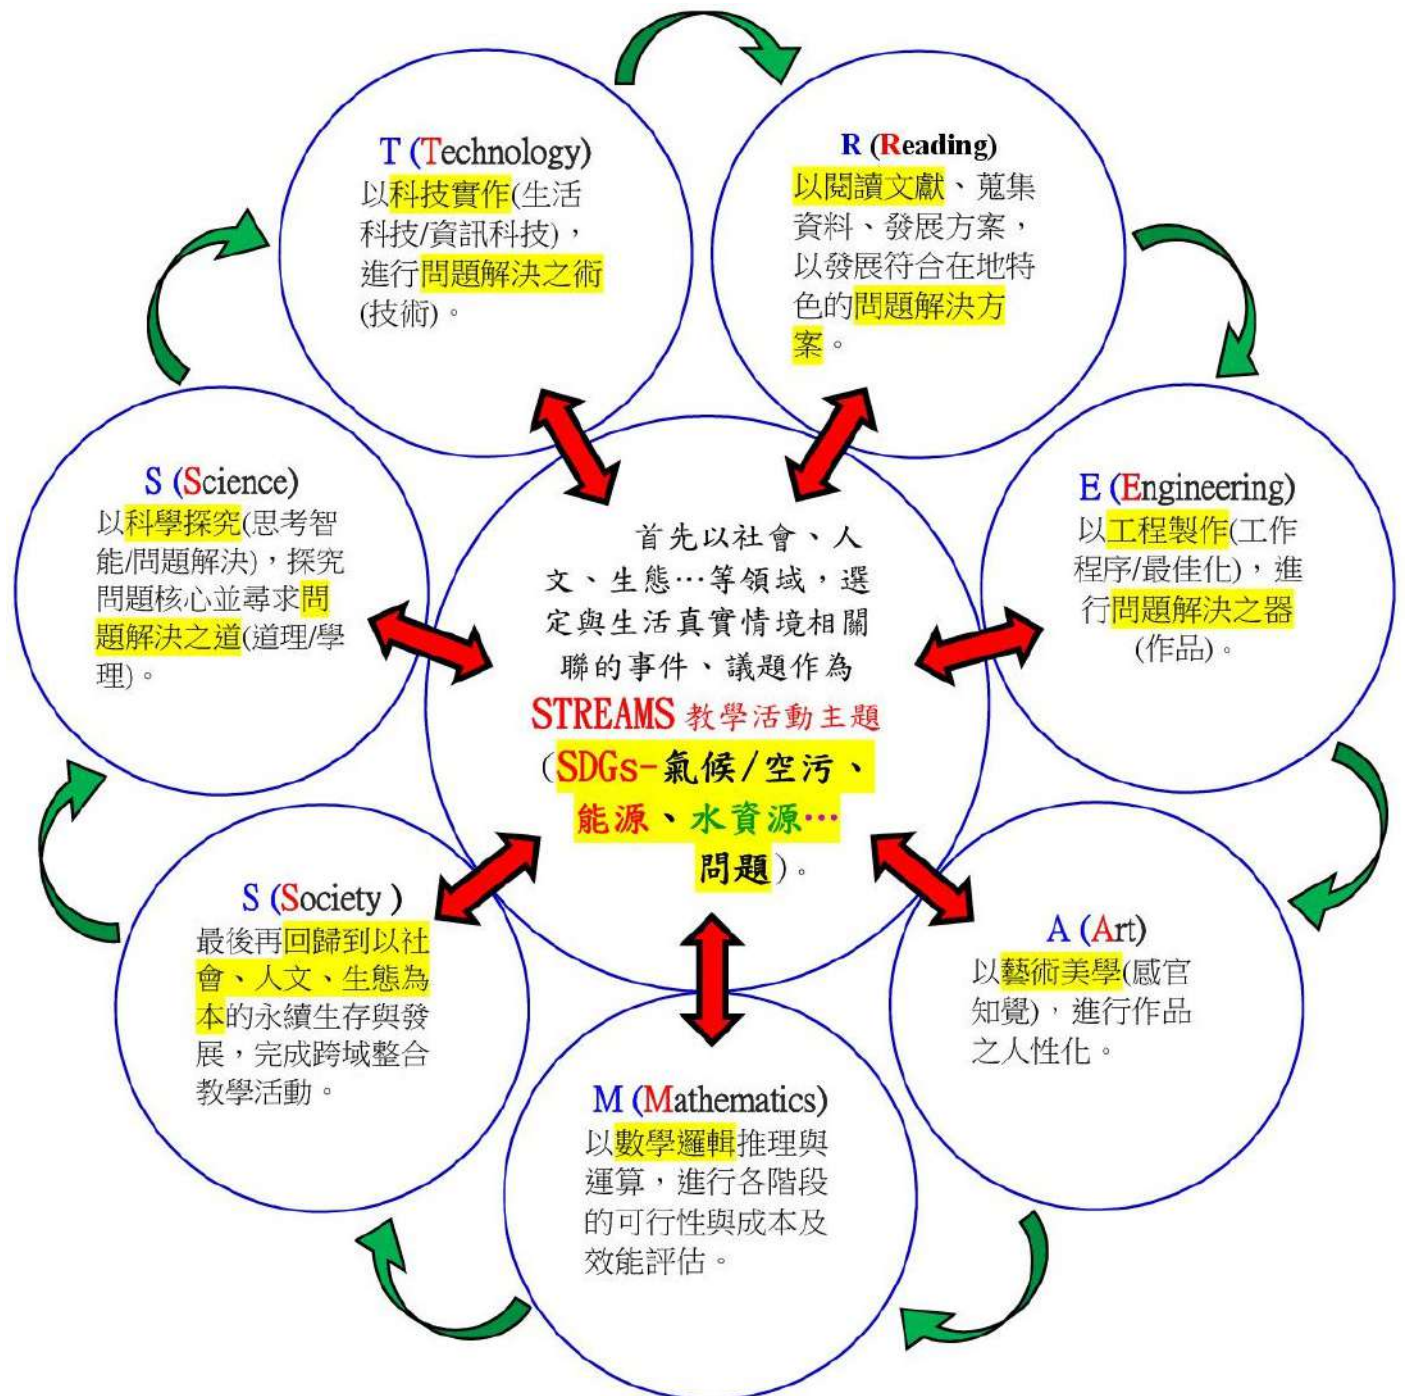 T (Technology)
以科技實作(生活
科技/資訊科技)，
進行問題解決之術
(技術)。
R (Reading)
以閱讀文獻、蒐集
資料、發展方案，
以發展符合在地特
色的問題解決方
案。
S (Science)
以科學探究(思考智
能/問題解決)，探究
問題核心並尋求問
題解決之道(道理/學
理)。
首先以社會、人
文、生態…等領域，選
定與生活真實情境相關
聯的事件、議題作為
STREAMS 教學活動主題
(SDGs-氣候/空污、
能源、水資源…
問題)。
E (Engineering)
以工程製作(工作
程序/最佳化)，進
行問題解決之器
(作品)。
S (Society )
最後再回歸到以社
會、人文、生態為
本的永續生存與發
展，完成跨域整合
教學活動。
A (Art)
以藝術美學(感官
知覺)，進行作品
之人性化。
M (Mathematics)
以數學邏輯推理與
運算，進行各階段
的可行性與成本及
效能評估。